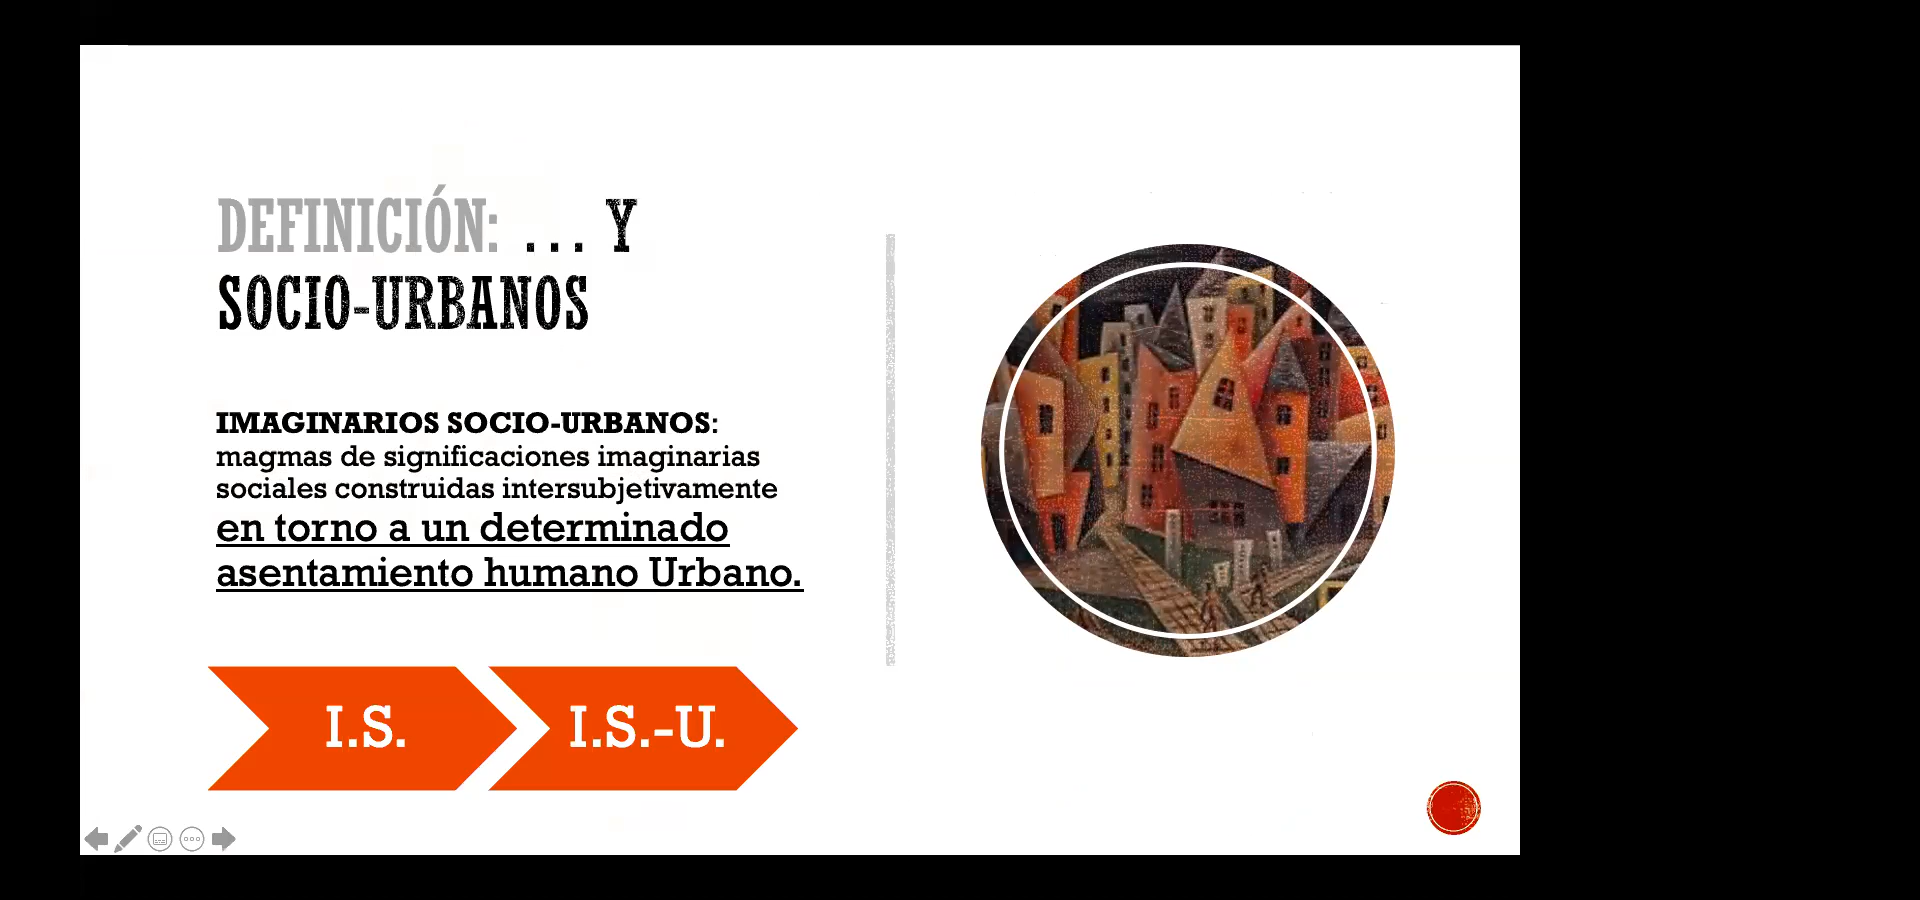 DEFINICIÓN: ... Y
SOCIO-URBANOS
IMAGINARIOS SOCIO-URBANOS:
magmas de significaciones imaginarias
sociales construidas intersubjetivamente
en torno a un determinado
asentamiento humano Urbano.
I.S.
I.S.-U.